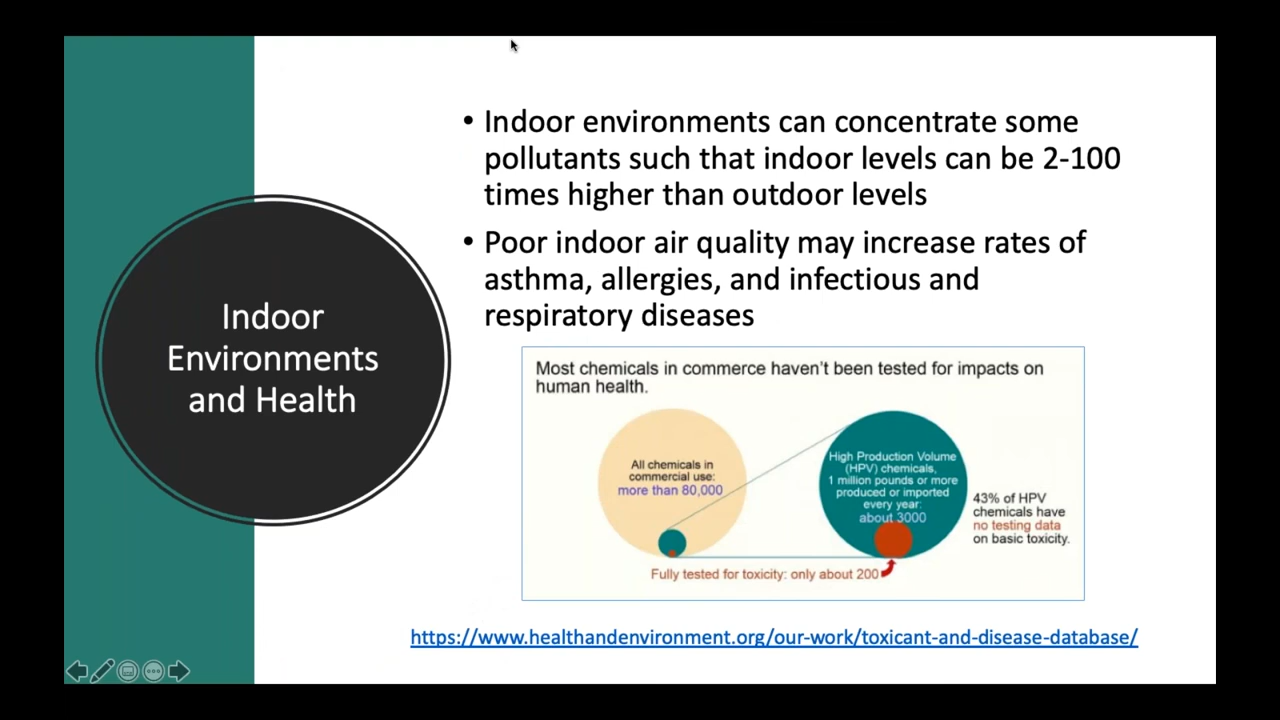 Indoor
Environments
and Health
• Indoor environments can concentrate some
pollutants such that indoor levels can be 2-100
times higher than outdoor levels
• Poor indoor air quality may increase rates of
asthma, allergies, and infectious and
respiratory diseases
Most chemicals in commerce haven't been tested for impacts on
human health.
All chemicals in
commercial use:
more than 80,000
High Production Volume
(HPV) chemicals,
1 million pounds or more
produced or imported
every year:
about 3000
43% of HPV
chemicals have
no testing data
on basic toxicity.
Fully tested for toxicity: only about 200
https://www.healthandenvironment.org/our-work/toxicant-and-disease-database/